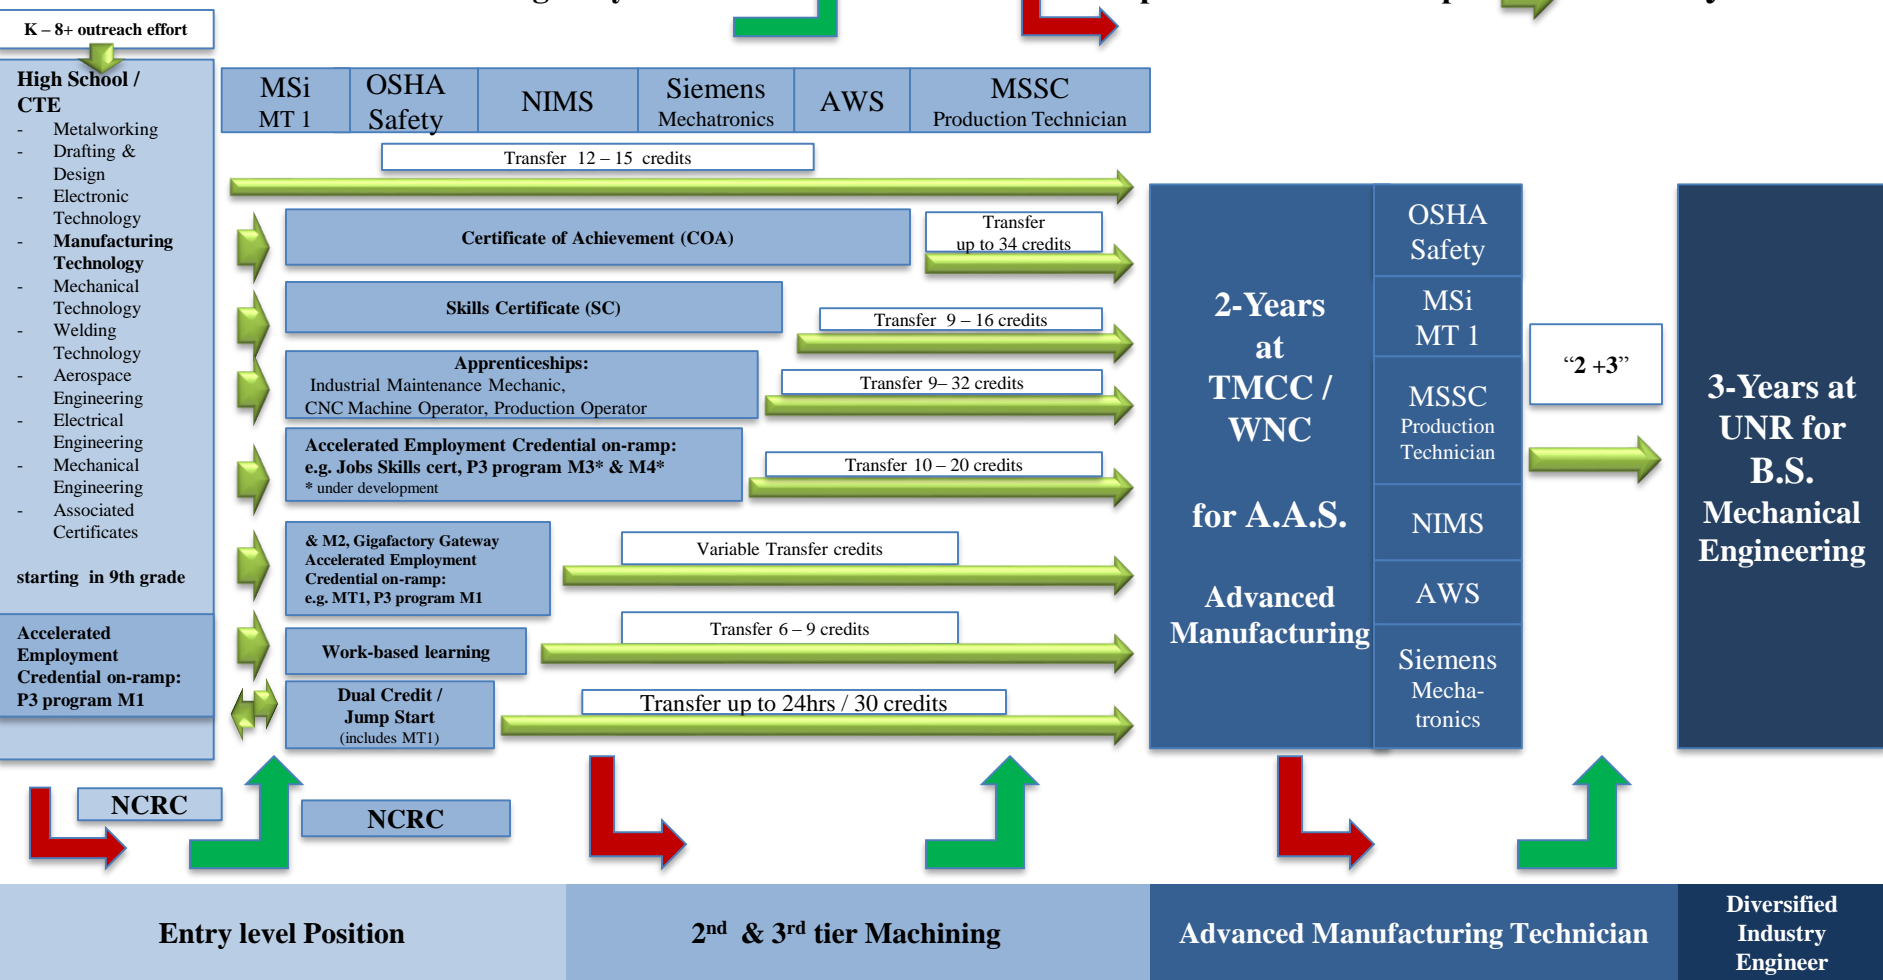 K – 8+ outreach effort
High School /
CTE
- Metalworking
- Drafting &
Design
- Electronic
Technology
- Manufacturing
Technology
- Mechanical
Technology
- Welding
Technology
- Aerospace
Engineering
- Electrical
Engineering
- Mechanical
Engineering
- Associated
Certificates
starting in 9th grade
Accelerated
Employment
Credential on-ramp:
P3 program M1
MSi
MT 1
OSHA
Safety
NIMS
Siemens
Mechatronics
AWS
MSSC
Production Technician
Transfer 12 – 15 credits
Certificate of Achievement (COA)
Transfer
up to 34 credits
Skills Certificate (SC)
Transfer 9 – 16 credits
Apprenticeships:
Industrial Maintenance Mechanic,
CNC Machine Operator, Production Operator
Transfer 9– 32 credits
Accelerated Employment Credential on-ramp:
e.g. Jobs Skills cert, P3 program M3* & M4*
* under development
Transfer 10 – 20 credits
& M2, Gigafactory Gateway
Accelerated Employment
Credential on-ramp:
e.g. MT1, P3 program M1
Variable Transfer credits
Work-based learning
Transfer 6 – 9 credits
Dual Credit /
Jump Start
(includes MT1)
Transfer up to 24hrs / 30 credits
2-Years
at
TMCC /
WNC
for A.A.S.
Advanced
Manufacturing
OSHA
Safety
MSi
MT 1
MSSC
Production
Technician
NIMS
AWS
Siemens
Mecha-
tronics
“2 +3”
3-Years at
UNR for
B.S.
Mechanical
Engineering
NCRC
NCRC
Entry level Position
2nd & 3rd tier Machining
Advanced Manufacturing Technician
Diversified
Industry
Engineer